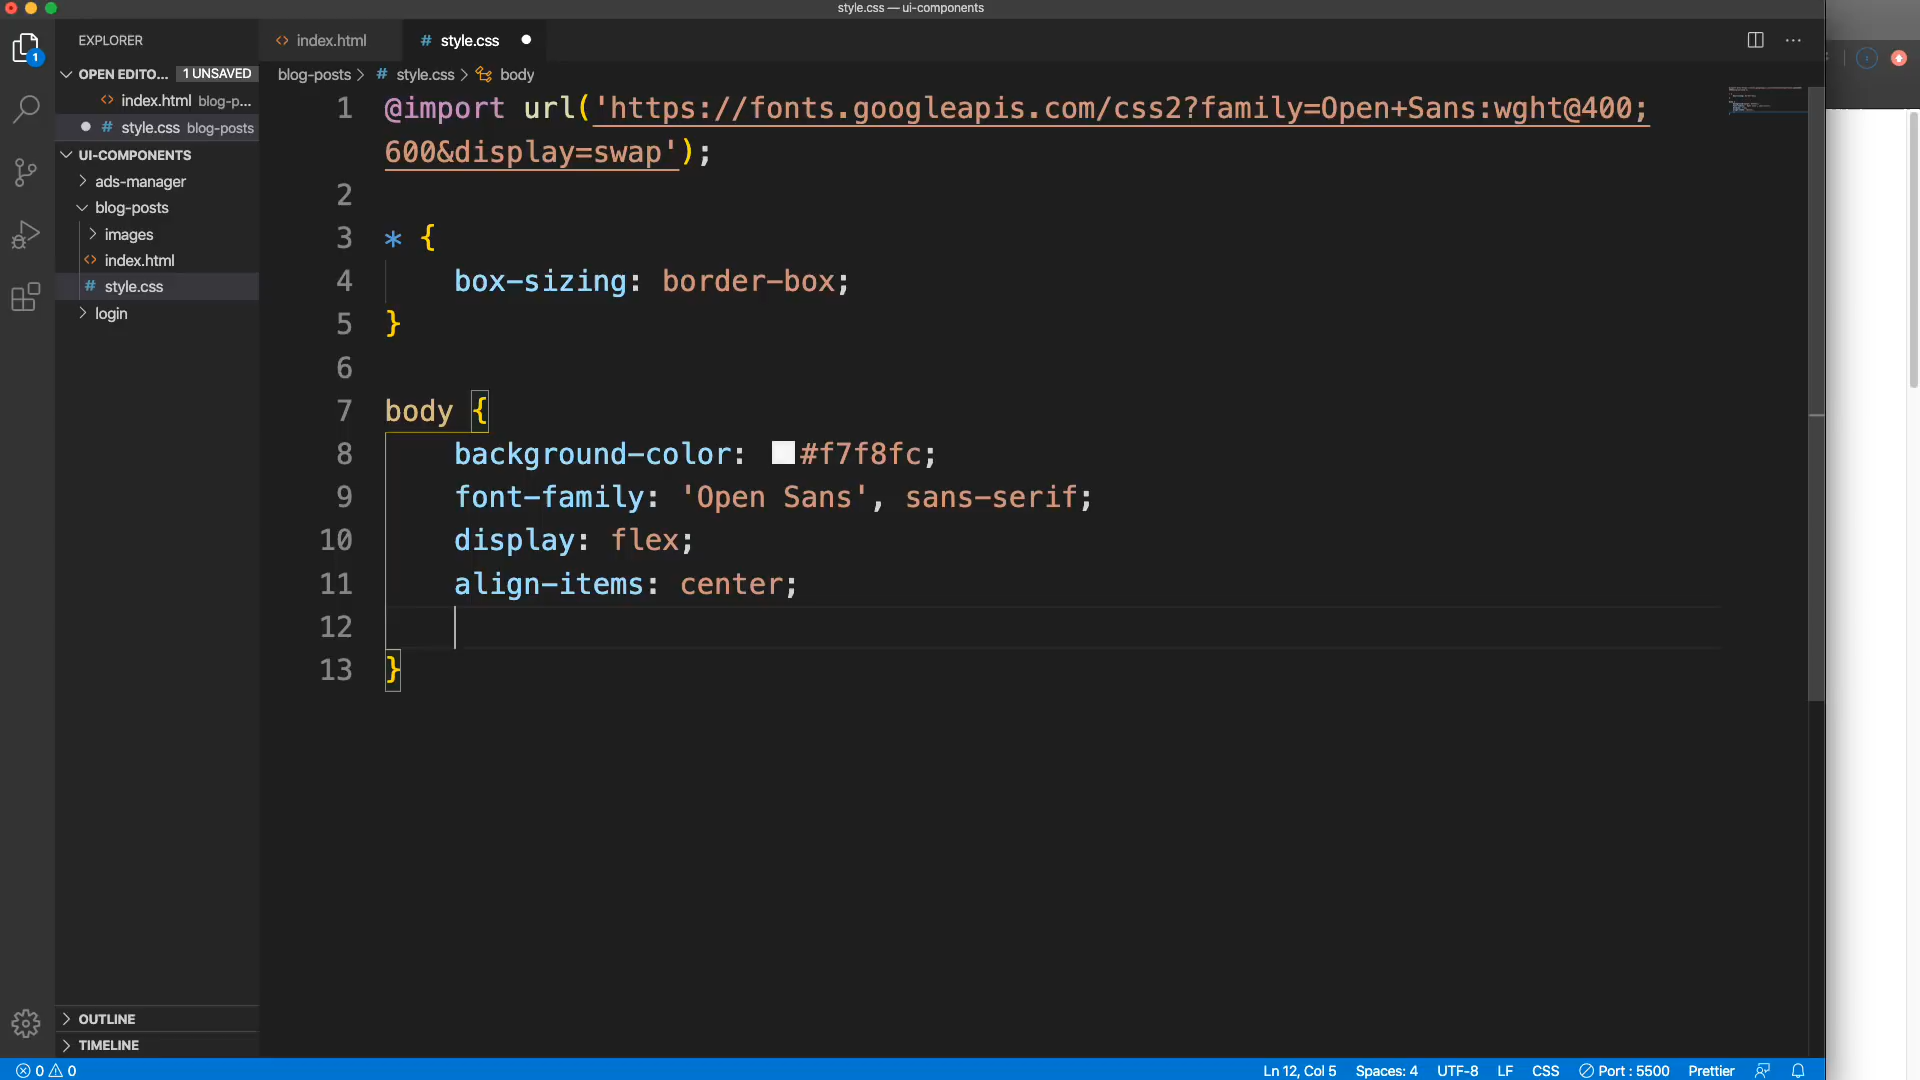 style.css — ui-components
EXPLORER
OPEN EDITO... 1 UNSAVED
index.html blog-p...
style.css blog-posts
UI-COMPONENTS
ads-manager
blog-posts
images
index.html
style.css
login
OUTLINE
TIMELINE
index.html
style.css
blog-posts > # style.css > body
1 @import url('https://fonts.googleapis.com/css2?family=Open+Sans:wght@400;
600&display=swap');
2
3 * {
4 box-sizing: border-box;
5 }
6
7 body {
8 background-color: #f7f8fc;
9 font-family: 'Open Sans', sans-serif;
10 display: flex;
11 align-items: center;
12
13 }
0 0 Ln 12, Col 5 Spaces: 4 UTF-8 LF CSS Port : 5500 Prettier